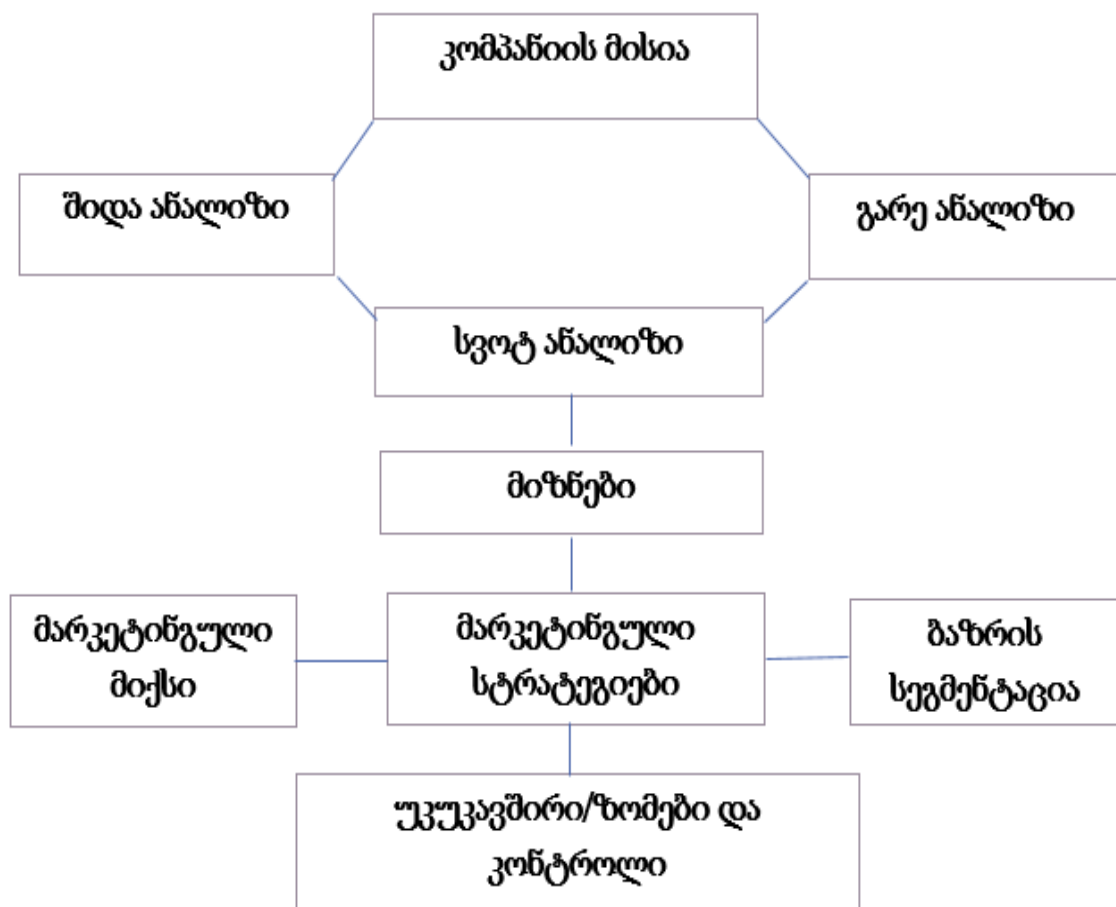 კომპანიის მისია
შიდა ანალიზი
გარე ანალიზი
სვოტ ანალიზი
მიზნები
მარკეტინგული
მიქსი
მარკეტინგული
სტრატეგიები
ბაზრის
სეგმენტაცია
უკუკავშირი/ზომები და
კონტროლი